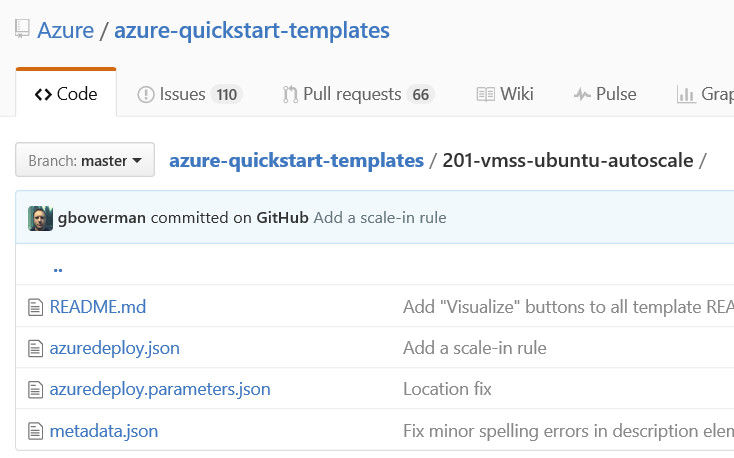 Azure / azure-quickstart-templates
Code Issues 110 Pull requests 66 Wiki Pulse Grap
Branch: master azure-quickstart-templates / 201-vmss-ubuntu-autoscale /
gbowerman committed on GitHub Add a scale-in rule
..
README.md Add "Visualize" buttons to all template REA
azuredeploy.json Add a scale-in rule
azuredeploy.parameters.json Location fix
metadata.json Fix minor spelling errors in description elem